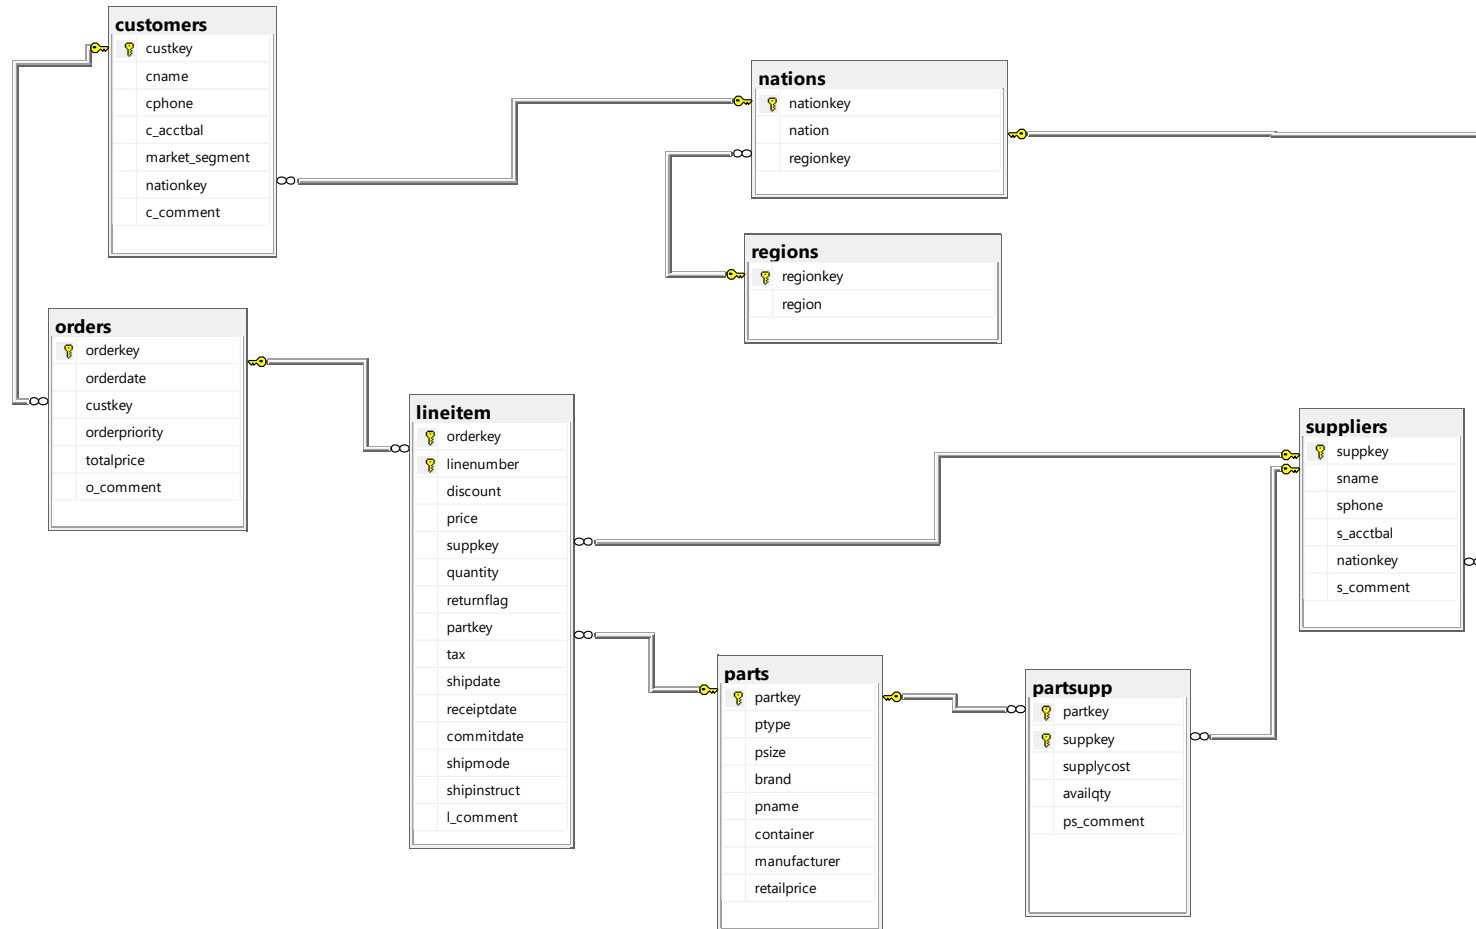 customers
custkey
cname
cphone
c_acctbal
market_segment
nationkey
c_comment
nations
nationkey
nation
regionkey
regions
regionkey
region
orders
orderkey
orderdate
custkey
orderpriority
totalprice
o_comment
lineitem
orderkey
linenumber
discount
price
suppkey
quantity
returnflag
partkey
tax
shipdate
receiptdate
commitdate
shipmode
shipinstruct
l_comment
suppliers
suppkey
sname
sphone
s_acctbal
nationkey
s_comment
parts
partkey
ptype
psize
brand
pname
container
manufacturer
retailprice
partsupp
partkey
suppkey
supplycost
availqty
ps_comment